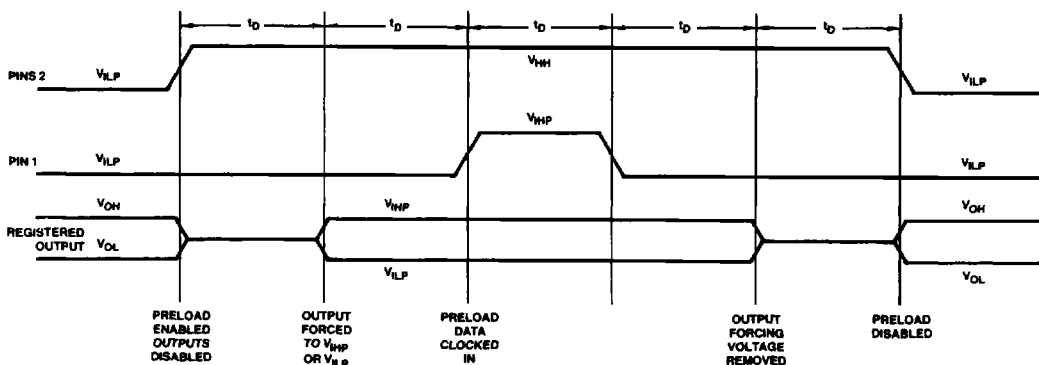 tD tD tD tD tD
PINS 2 VILP VHH VILP
VIHP
PIN 1 VILP VILP
VOH VIHP VOH
REGISTERED
OUTPUT VOL
VILP VOL
PRELOAD
ENABLED
OUTPUTS
DISABLED
OUTPUT
FORCED
TO VIHP
OR VILP
PRELOAD
DATA
CLOCKED
IN
OUTPUT
FORCING
VOLTAGE
REMOVED
PRELOAD
DISABLED